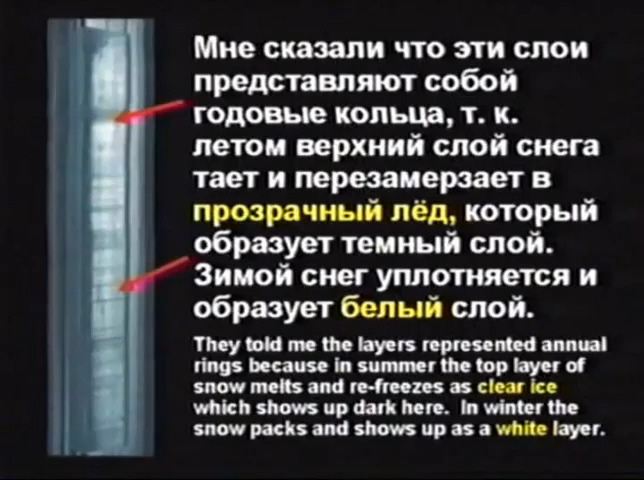 Мне сказали что эти слои
представляют собой
годовые кольца, т. к.
летом верхний слой снега
тает и перезамерзает в
прозрачный лёд, который
образует темный слой.
Зимой снег уплотняется и
образует белый слой.
They told me the layers represented annual
rings because in summer the top layer of
snow melts and re-freezes as clear ice
which shows up dark here. In winter the
snow packs and shows up as a white layer.